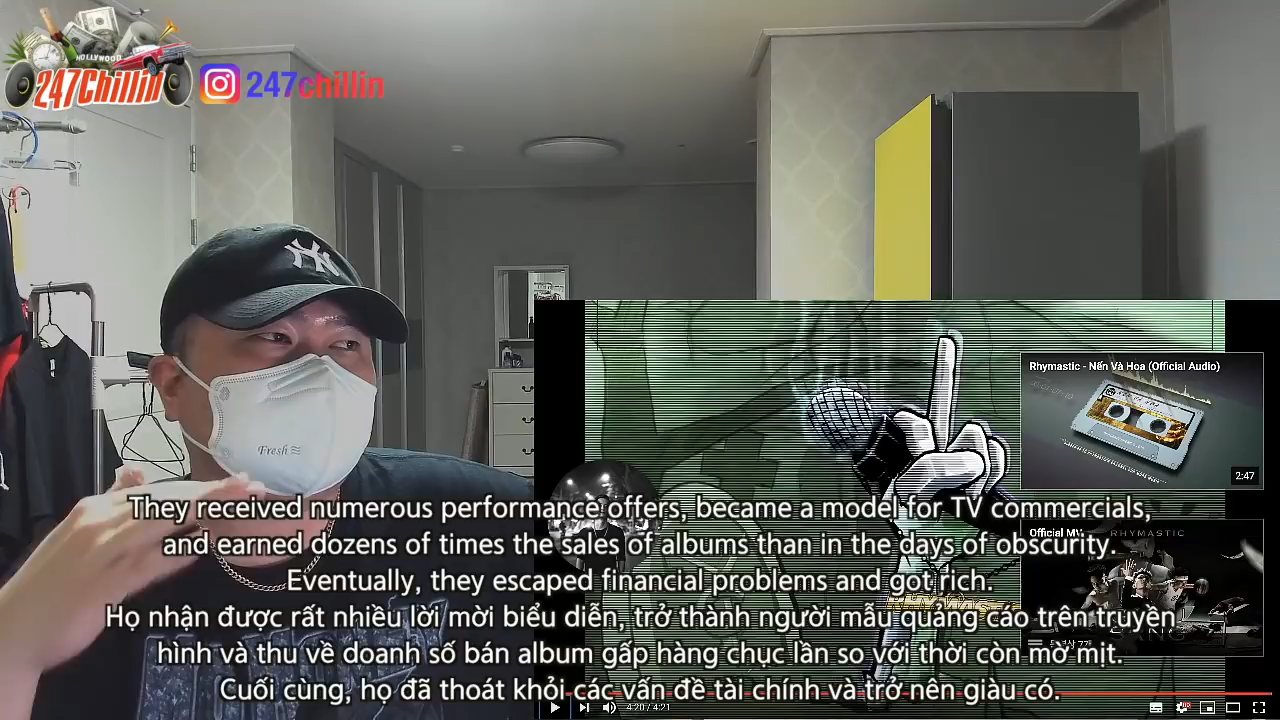 HOLLYWOOD
247Chillin
247chillin
NY
Fresh
Rhymastic - Nến Và Hoa (Official Audio)
2:47
Official MV
RHYMASTIC
They received numerous performance offers, became a model for TV commercials,
and earned dozens of times the sales of albums than in the days of obscurity.
Eventually, they escaped financial problems and got rich.
Họ nhận được rất nhiều lời mời biểu diễn, trở thành người mẫu quảng cáo trên truyền
hình và thu về doanh số bán album gấp hàng chục lần so với thời còn mờ mịt.
Cuối cùng, họ đã thoát khỏi các vấn đề tài chính và trở nên giàu có.
4:20 / 4:21
HD